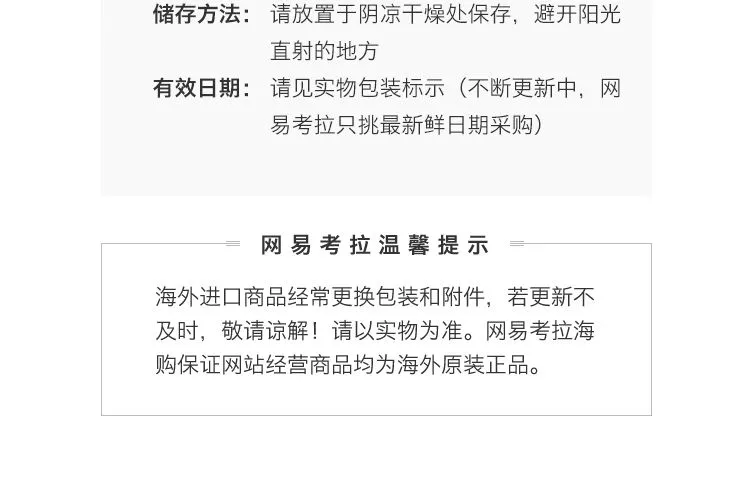 储存方法：请放置于阴凉干燥处保存，避开阳光
直射的地方
有效日期：请见实物包装标示（不断更新中，网
易考拉只挑最新鲜日期采购）
网易考拉温馨提示
海外进口商品经常更换包装和附件，若更新不
及时，敬请谅解！请以实物为准。网易考拉海
购保证网站经营商品均为海外原装正品。